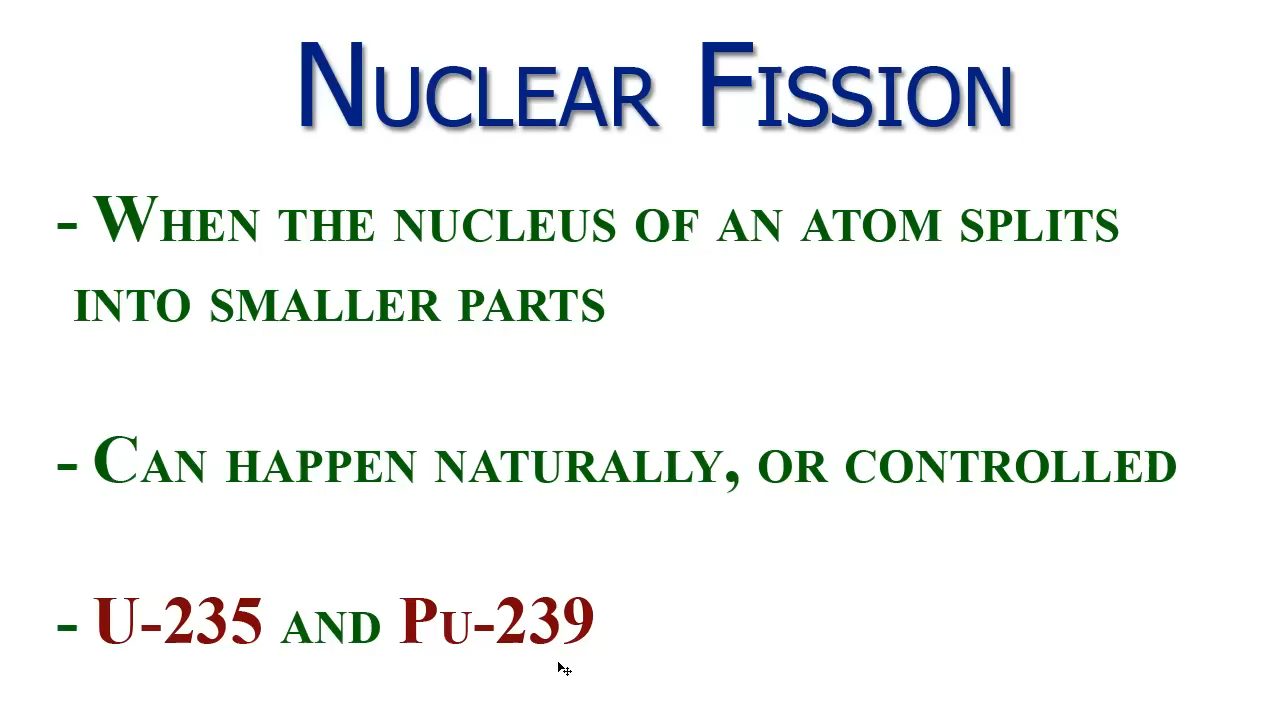 Nuclear Fission
- When the nucleus of an atom splits
into smaller parts
- Can happen naturally, or controlled
- U-235 and Pu-239